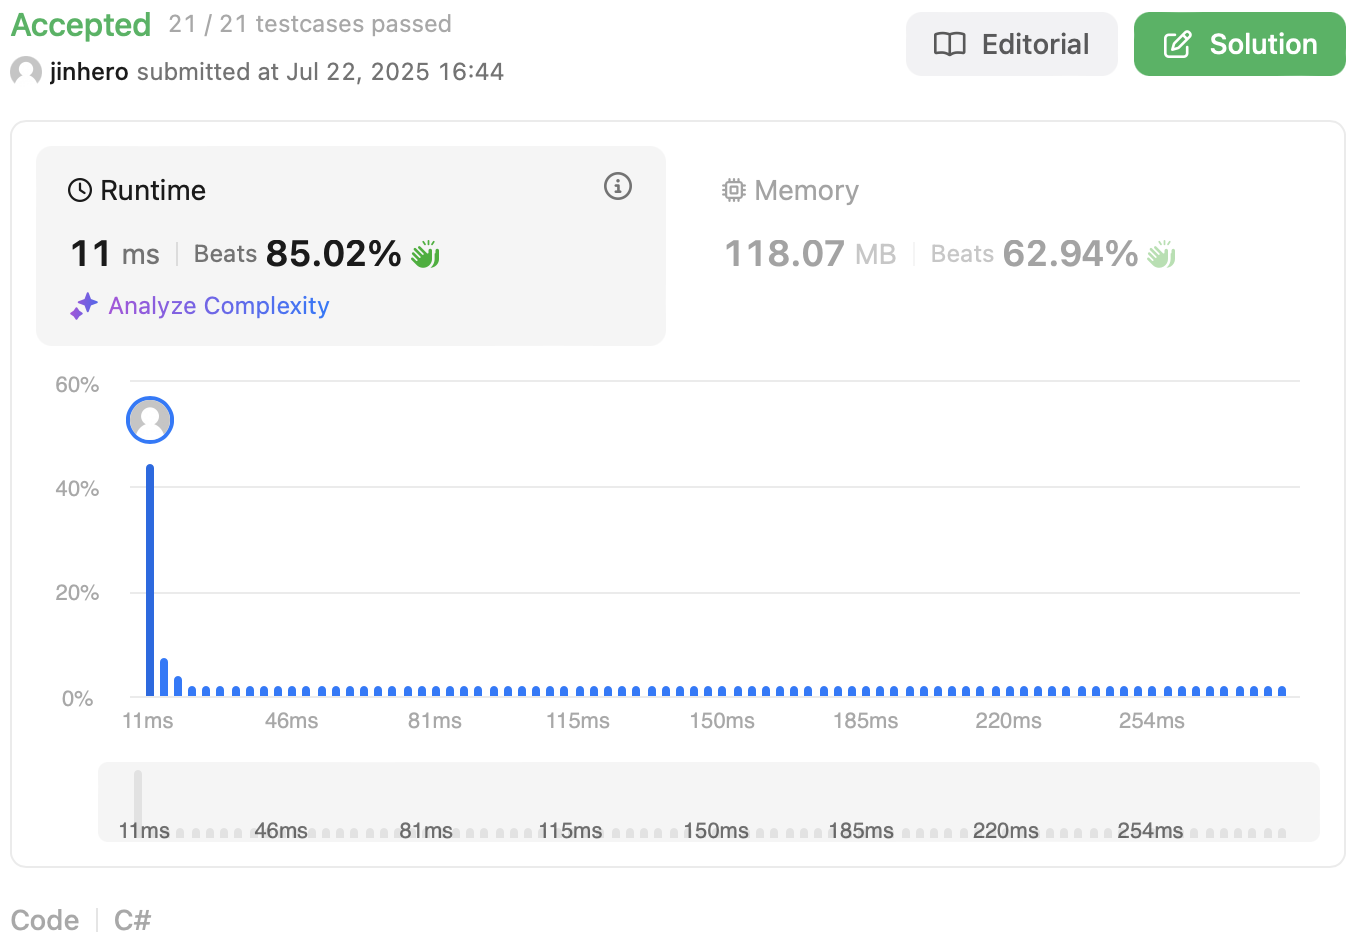 Accepted 21 / 21 testcases passed
jinhero submitted at Jul 22, 2025 16:44
Editorial
Solution
Runtime
11 ms Beats 85.02%
Analyze Complexity
Memory
118.07 MB Beats 62.94%
60%
40%
20%
0%
11ms 46ms 81ms 115ms 150ms 185ms 220ms 254ms
11ms 46ms 81ms 115ms 150ms 185ms 220ms 254ms
Code C#